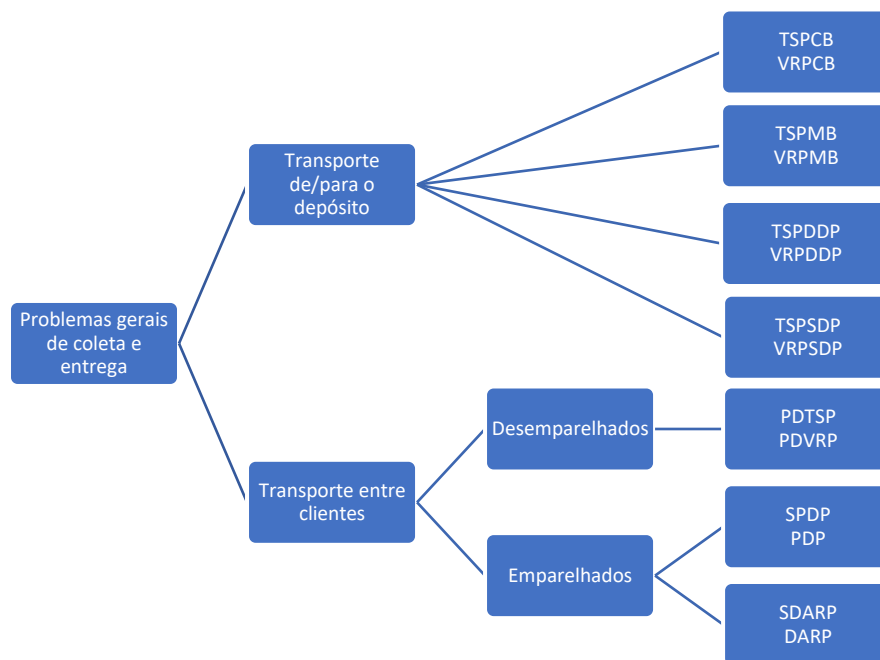 Problemas gerais
de coleta e
entrega
Transporte
de/para o
depósito
TSPCB
VRPCB
TSPMB
VRPMB
TSPDDP
VRPDDP
TSPSDP
VRPSDP
Transporte entre
clientes
Desemparelhados
PDTSP
PDVRP
Emparelhados
SPDP
PDP
SDARP
DARP